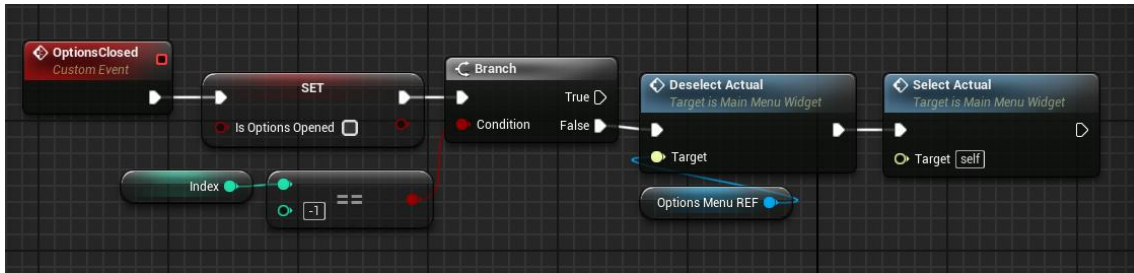 OptionsClosed
Custom Event
SET
Is Options Opened
Index
==
-1
Branch
True
Condition
False
Deselect Actual
Target is Main Menu Widget
Target
Options Menu REF
Select Actual
Target is Main Menu Widget
Target self